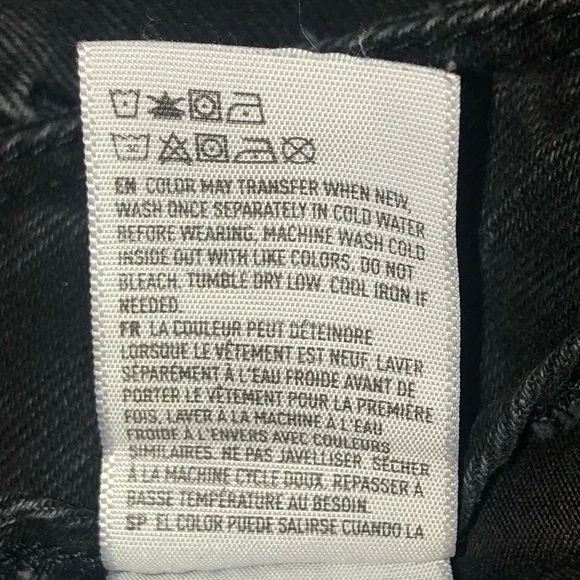 EN COLOR MAY TRANSFER WHEN NEW,
WASH ONCE SEPARATELY IN COLD WATER
BEFORE WEARING, MACHINE WASH COLD
INSIDE OUT WITH LIKE COLORS. DO NOT
BLEACH. TUMBLE DRY LOW. COOL IRON IF
NEEDED.
FR LA COULEUR PEUT DÉTEINDRE
LORSQUE LE VÊTEMENT EST NEUF. LAVER
SÉPARÉMENT À L'EAU FROIDE AVANT DE
PORTER LE VÊTEMENT POUR LA PREMIÈRE
FOIS, LAVER À LA MACHINE À L'EAU
FROIDE À L'ENVERS AVEC COULEURS
SIMILAIRES. NE PAS JAVELLISER. SÉCHER
À LA MACHINE CYCLE DOUX. REPASSER À
BASSE TEMPÉRATURE AU BESOIN.
SP EL COLOR PUEDE SALIRSE CUANDO LA